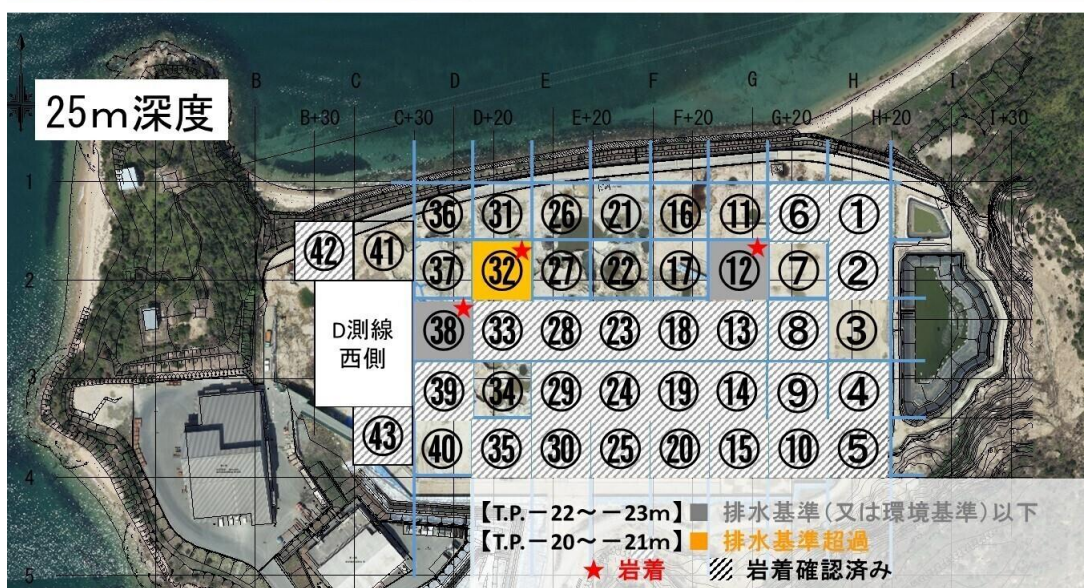 25m深度
B C D E F G H I
B+30 C+30 D+20 E+20 F+20 G+20 H+20 I+30
1
㊱ ㉛ ㉖ ㉑ ⑯ ⑪ ⑥ ①
㊷ ㊶
㊲ ㉜ ㉗ ㉒ ⑰ ⑫ ⑦ ②
2
D測線
西側
㊳ ㉝ ㉘ ㉓ ⑱ ⑬ ⑧ ③
3
㊴ ㉞ ㉙ ㉔ ⑲ ⑭ ⑨ ④
㊸ ㊵ ㉟ ㉚ ㉕ ⑳ ⑮ ⑩ ⑤
4
【T.P.-22~-23m】 排水基準(又は環境基準)以下
【T.P.-20~-21m】 排水基準超過
★ 岩着 岩着確認済み
5